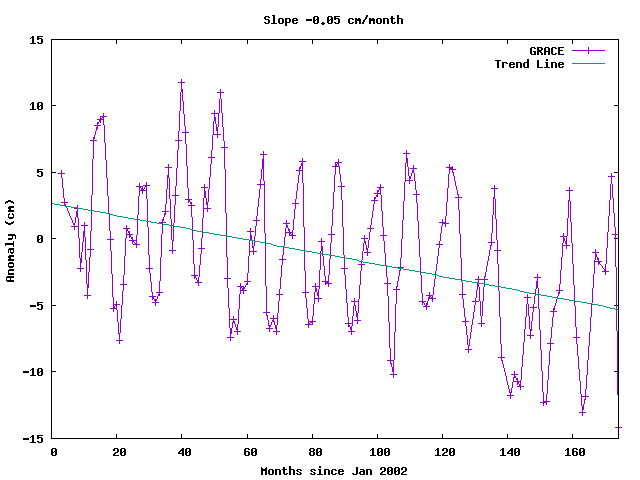 Slope -0.05 cm/month
GRACE
Trend Line
Anomaly (cm)
15
10
5
0
-5
-10
-15
0 20 40 60 80 100 120 140 160
Months since Jan 2002